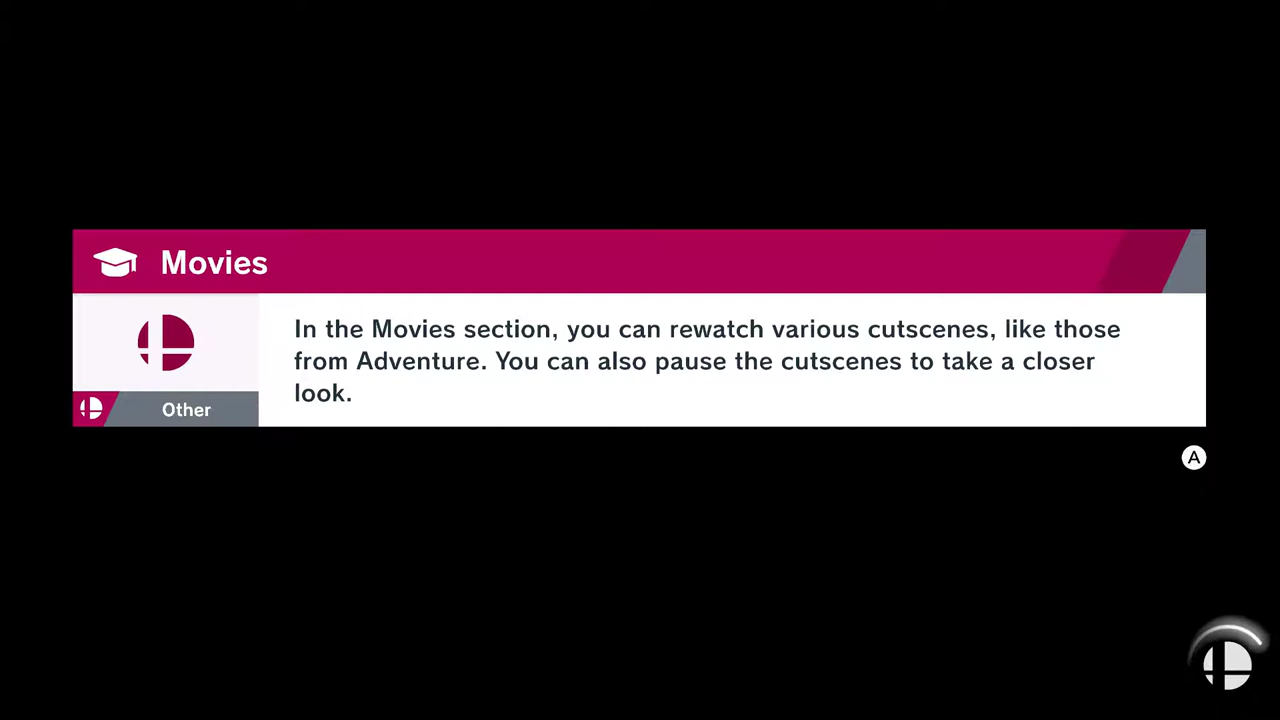 Movies
In the Movies section, you can rewatch various cutscenes, like those
from Adventure. You can also pause the cutscenes to take a closer
look.
Other
A